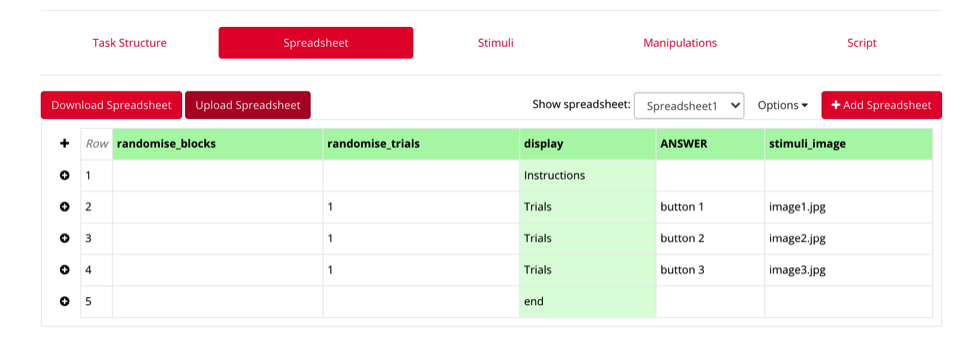 Task Structure Spreadsheet Stimuli Manipulations Script
Download Spreadsheet Upload Spreadsheet Show spreadsheet: Spreadsheet1 Options + Add Spreadsheet
Row randomise_blocks randomise_trials display ANSWER stimuli_image
1 Instructions
2 1 Trials button 1 image1.jpg
3 1 Trials button 2 image2.jpg
4 1 Trials button 3 image3.jpg
5 end